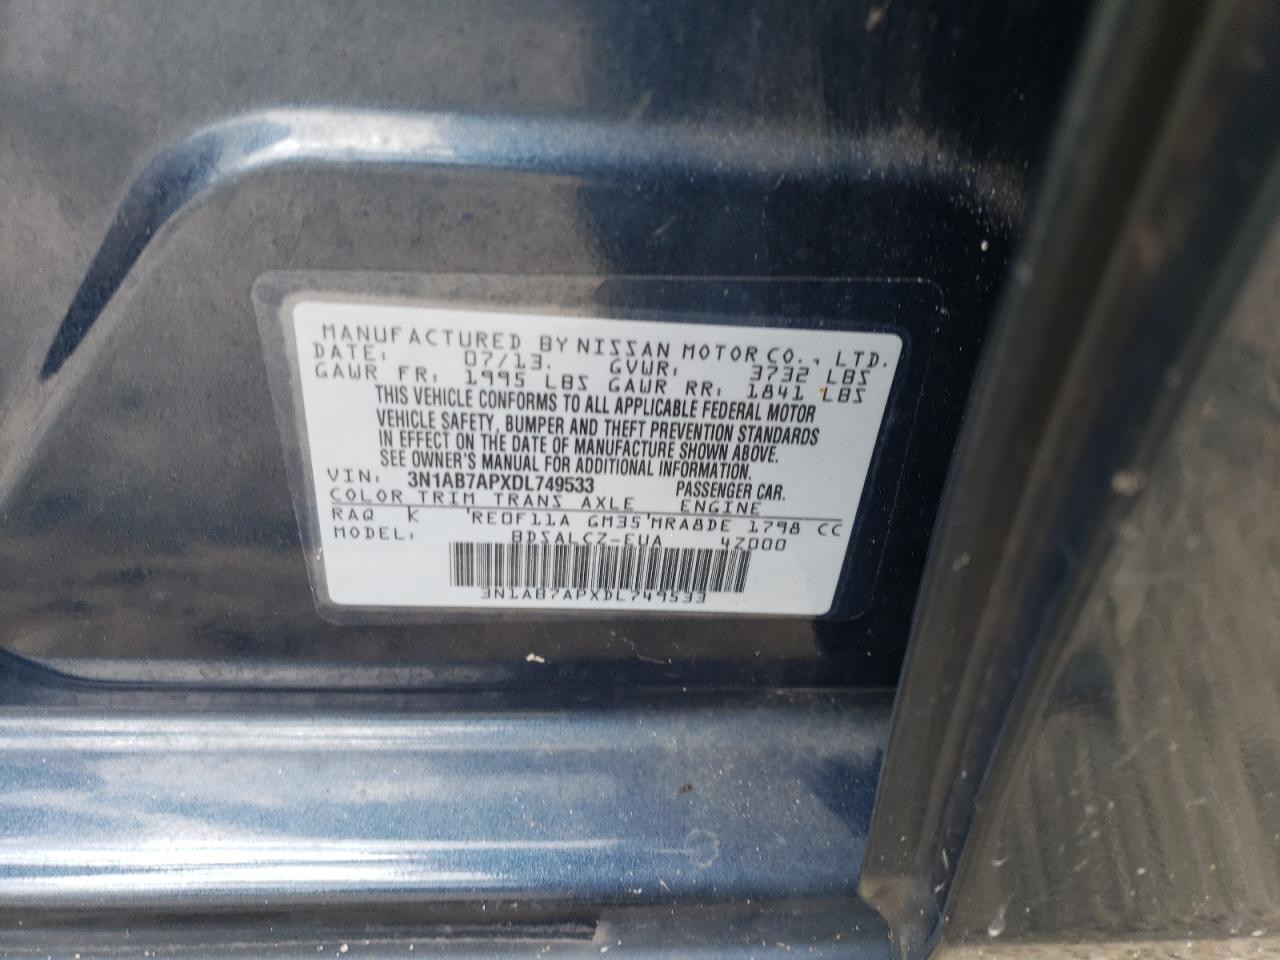 MANUFACTURED BY NISSAN MOTOR CO., LTD.
DATE: 07/13. GVWR: 3732 LBS
GAWR FR: 1995 LBS GAWR RR: 1841 LBS
THIS VEHICLE CONFORMS TO ALL APPLICABLE FEDERAL MOTOR
VEHICLE SAFETY, BUMPER AND THEFT PREVENTION STANDARDS
IN EFFECT ON THE DATE OF MANUFACTURE SHOWN ABOVE.
SEE OWNER'S MANUAL FOR ADDITIONAL INFORMATION.
VIN: 3N1AB7APXDL749533 PASSENGER CAR.
COLOR TRIM TRANS AXLE ENGINE
RAQ K RE0F11A GM35 MRA8DE 1798 CC
MODEL: BDSALCZ-EUA 4Z000
3N1AB7APXDL749533